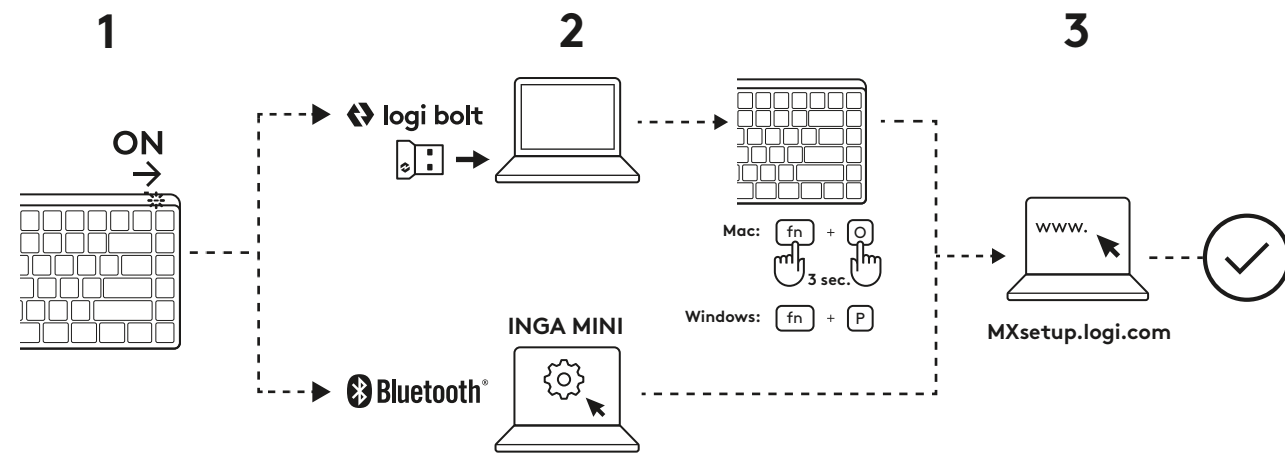 1
2
3
ON
logi bolt
Mac: fn + O
3 sec.
Windows: fn + P
INGA MINI
Bluetooth®
www.
MXsetup.logi.com